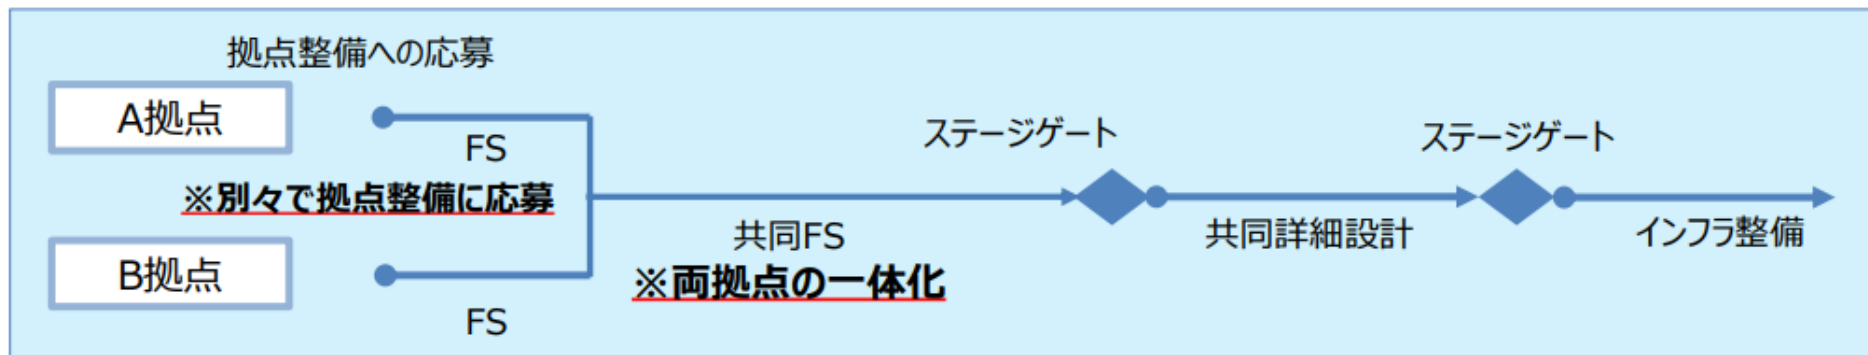 拠点整備への応募
A拠点
FS
※別々で拠点整備に応募
B拠点
FS
共同FS
※両拠点の一体化
ステージゲート
共同詳細設計
ステージゲート
インフラ整備